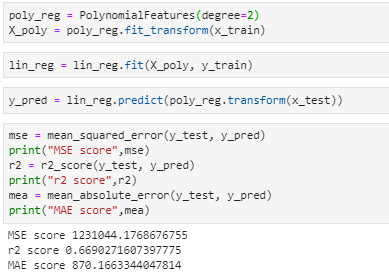 poly_reg = PolynomialFeatures(degree=2)
X_poly = poly_reg.fit_transform(x_train)
lin_reg = lin_reg.fit(X_poly, y_train)
y_pred = lin_reg.predict(poly_reg.transform(x_test))
mse = mean_squared_error(y_test, y_pred)
print("MSE score",mse)
r2 = r2_score(y_test, y_pred)
print("r2 score",r2)
mea = mean_absolute_error(y_test, y_pred)
print("MAE score",mea)
MSE score 1231044.1768676755
r2 score 0.6690271607397775
MAE score 870.1663344047814